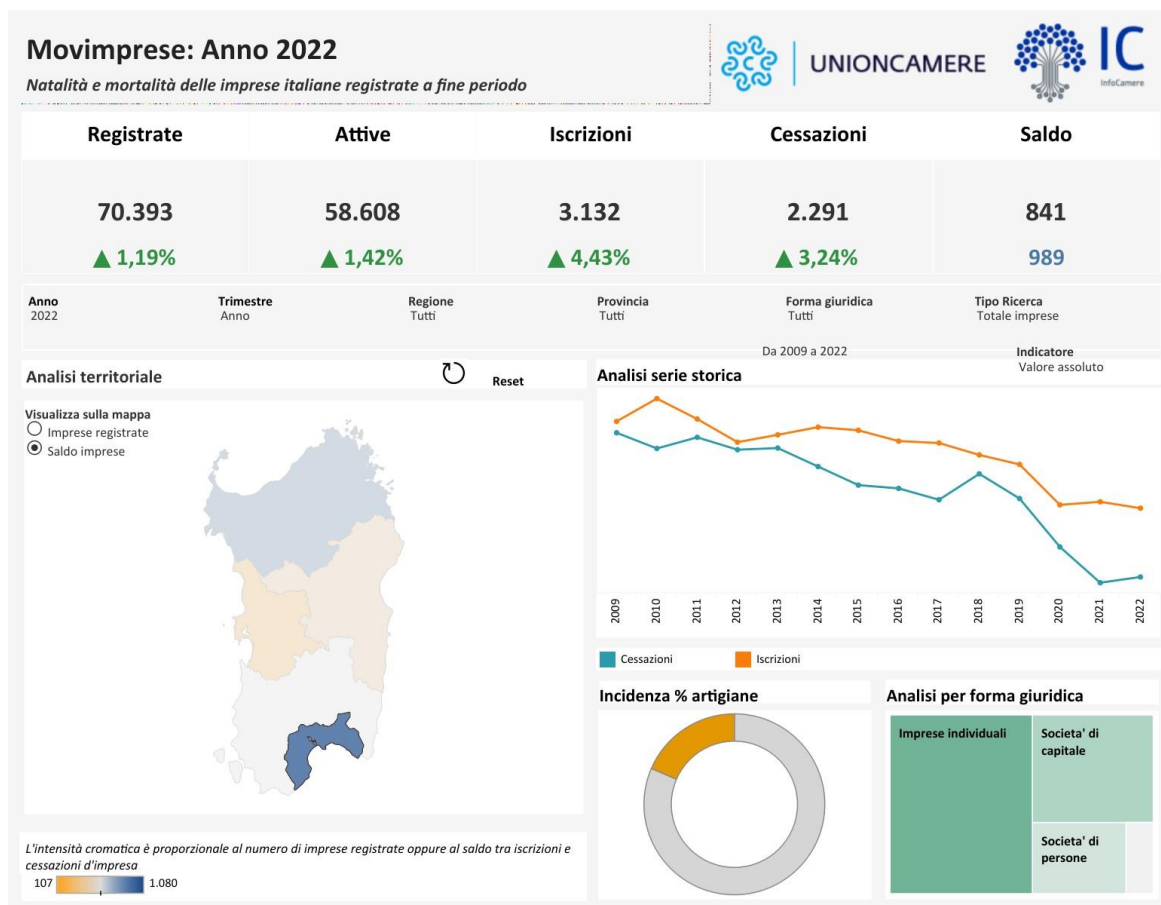 Movimprese: Anno 2022
Natalità e mortalità delle imprese italiane registrate a fine periodo
UNIONCAMERE
IC
InfoCamere
Registrate
Attive
Iscrizioni
Cessazioni
Saldo
70.393
58.608
3.132
2.291
841
▲ 1,19%
▲ 1,42%
▲ 4,43%
▲ 3,24%
989
Anno
2022
Trimestre
Anno
Regione
Tutti
Provincia
Tutti
Forma giuridica
Tutti
Tipo Ricerca
Totale imprese
Da 2009 a 2022
Indicatore
Valore assoluto
Analisi territoriale
Reset
Visualizza sulla mappa
Imprese registrate
Saldo imprese
L'intensità cromatica è proporzionale al numero di imprese registrate oppure al saldo tra iscrizioni e
cessazioni d'impresa
107
1.080
Analisi serie storica
2009
2010
2011
2012
2013
2014
2015
2016
2017
2018
2019
2020
2021
2022
Cessazioni
Iscrizioni
Incidenza % artigiane
Analisi per forma giuridica
Imprese individuali
Societa' di
capitale
Societa' di
persone